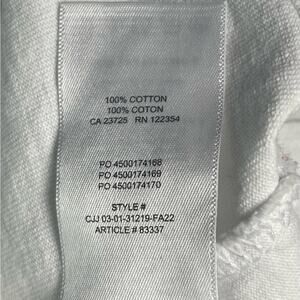 100% COTTON
100% COTON
CA 23725 RN 122354
PO 4500174168
PO 4500174169
PO 4500174170
STYLE #
CJJ 03-01-31219-FA22
ARTICLE # 83337